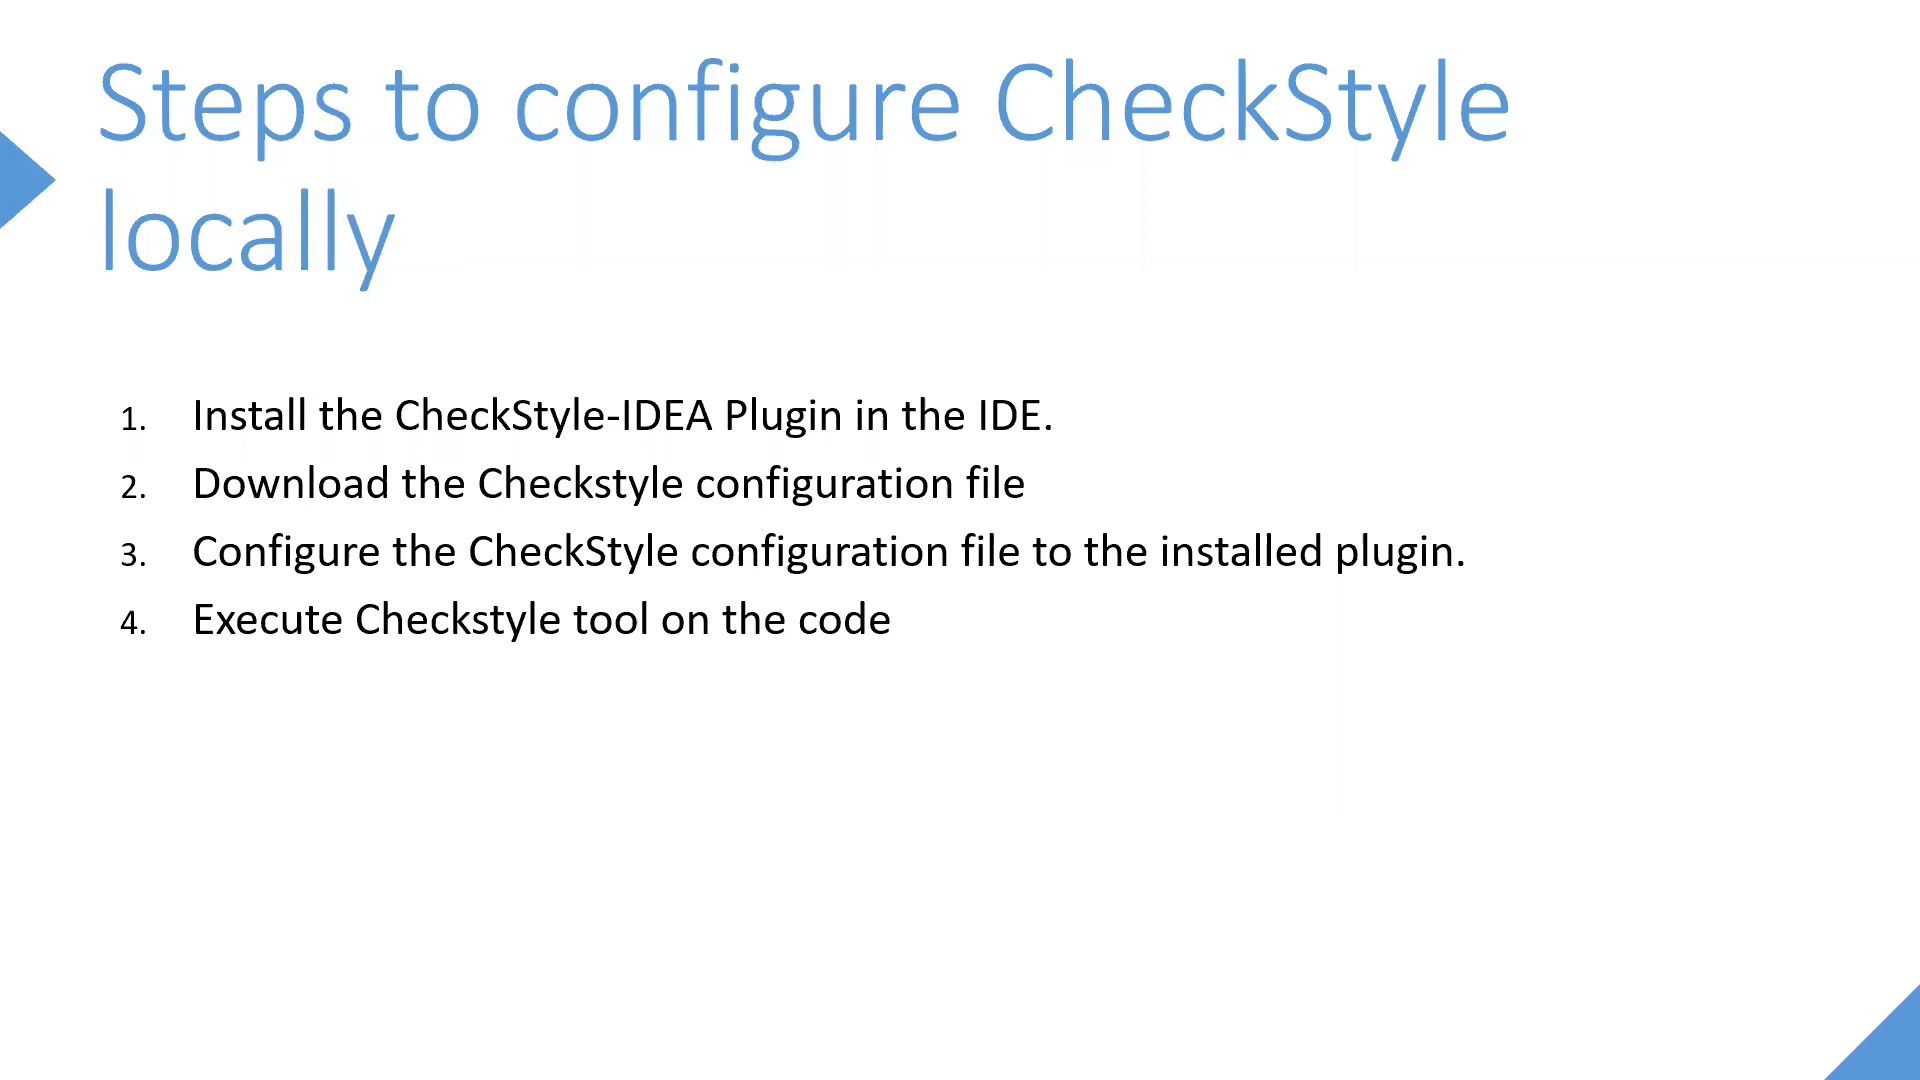 Steps to configure CheckStyle
locally
1. Install the CheckStyle-IDEA Plugin in the IDE.
2. Download the Checkstyle configuration file
3. Configure the CheckStyle configuration file to the installed plugin.
4. Execute Checkstyle tool on the code